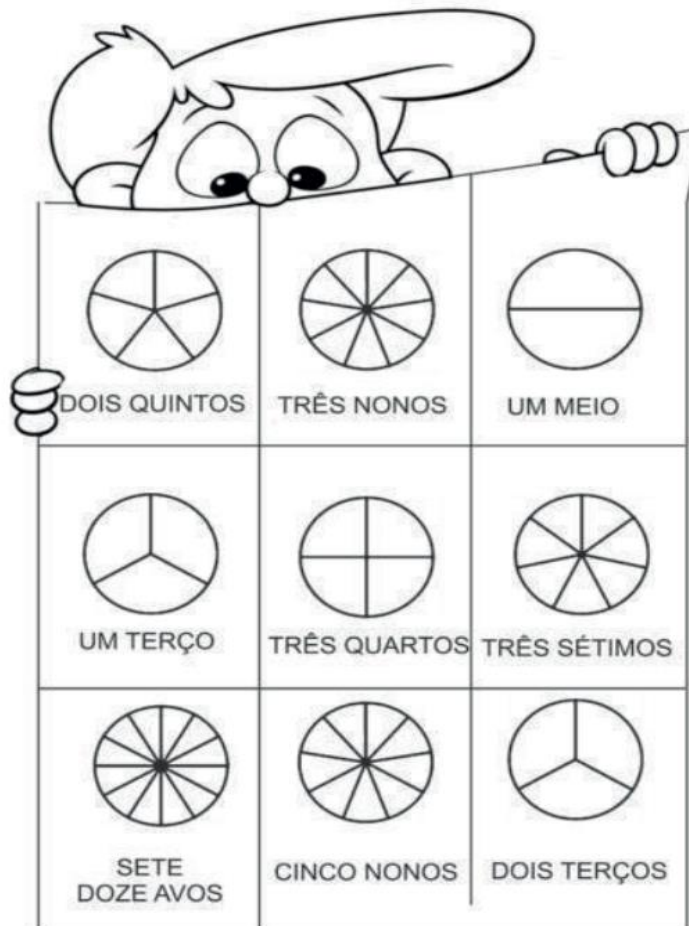 DOIS QUINTOS
TRÊS NONOS
UM MEIO
UM TERÇO
TRÊS QUARTOS
TRÊS SÉTIMOS
SETE
DOZE AVOS
CINCO NONOS
DOIS TERÇOS